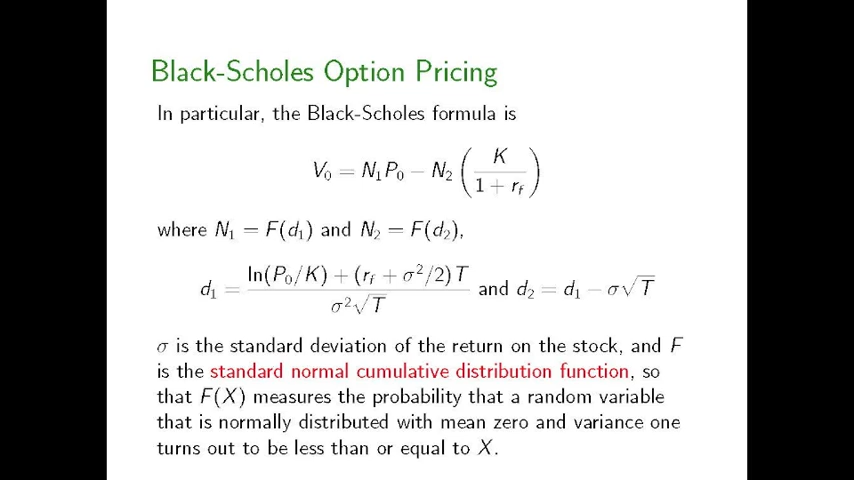 Black-Scholes Option Pricing
In particular, the Black-Scholes formula is
V₀ = N₁P₀ − N₂ (K / (1 + r_f))
where N₁ = F(d₁) and N₂ = F(d₂),
d₁ = (ln(P₀/K) + (r_f + σ²/2) T) / (σ²√T) and d₂ = d₁ − σ√T
σ is the standard deviation of the return on the stock, and F
is the standard normal cumulative distribution function, so
that F(X) measures the probability that a random variable
that is normally distributed with mean zero and variance one
turns out to be less than or equal to X.